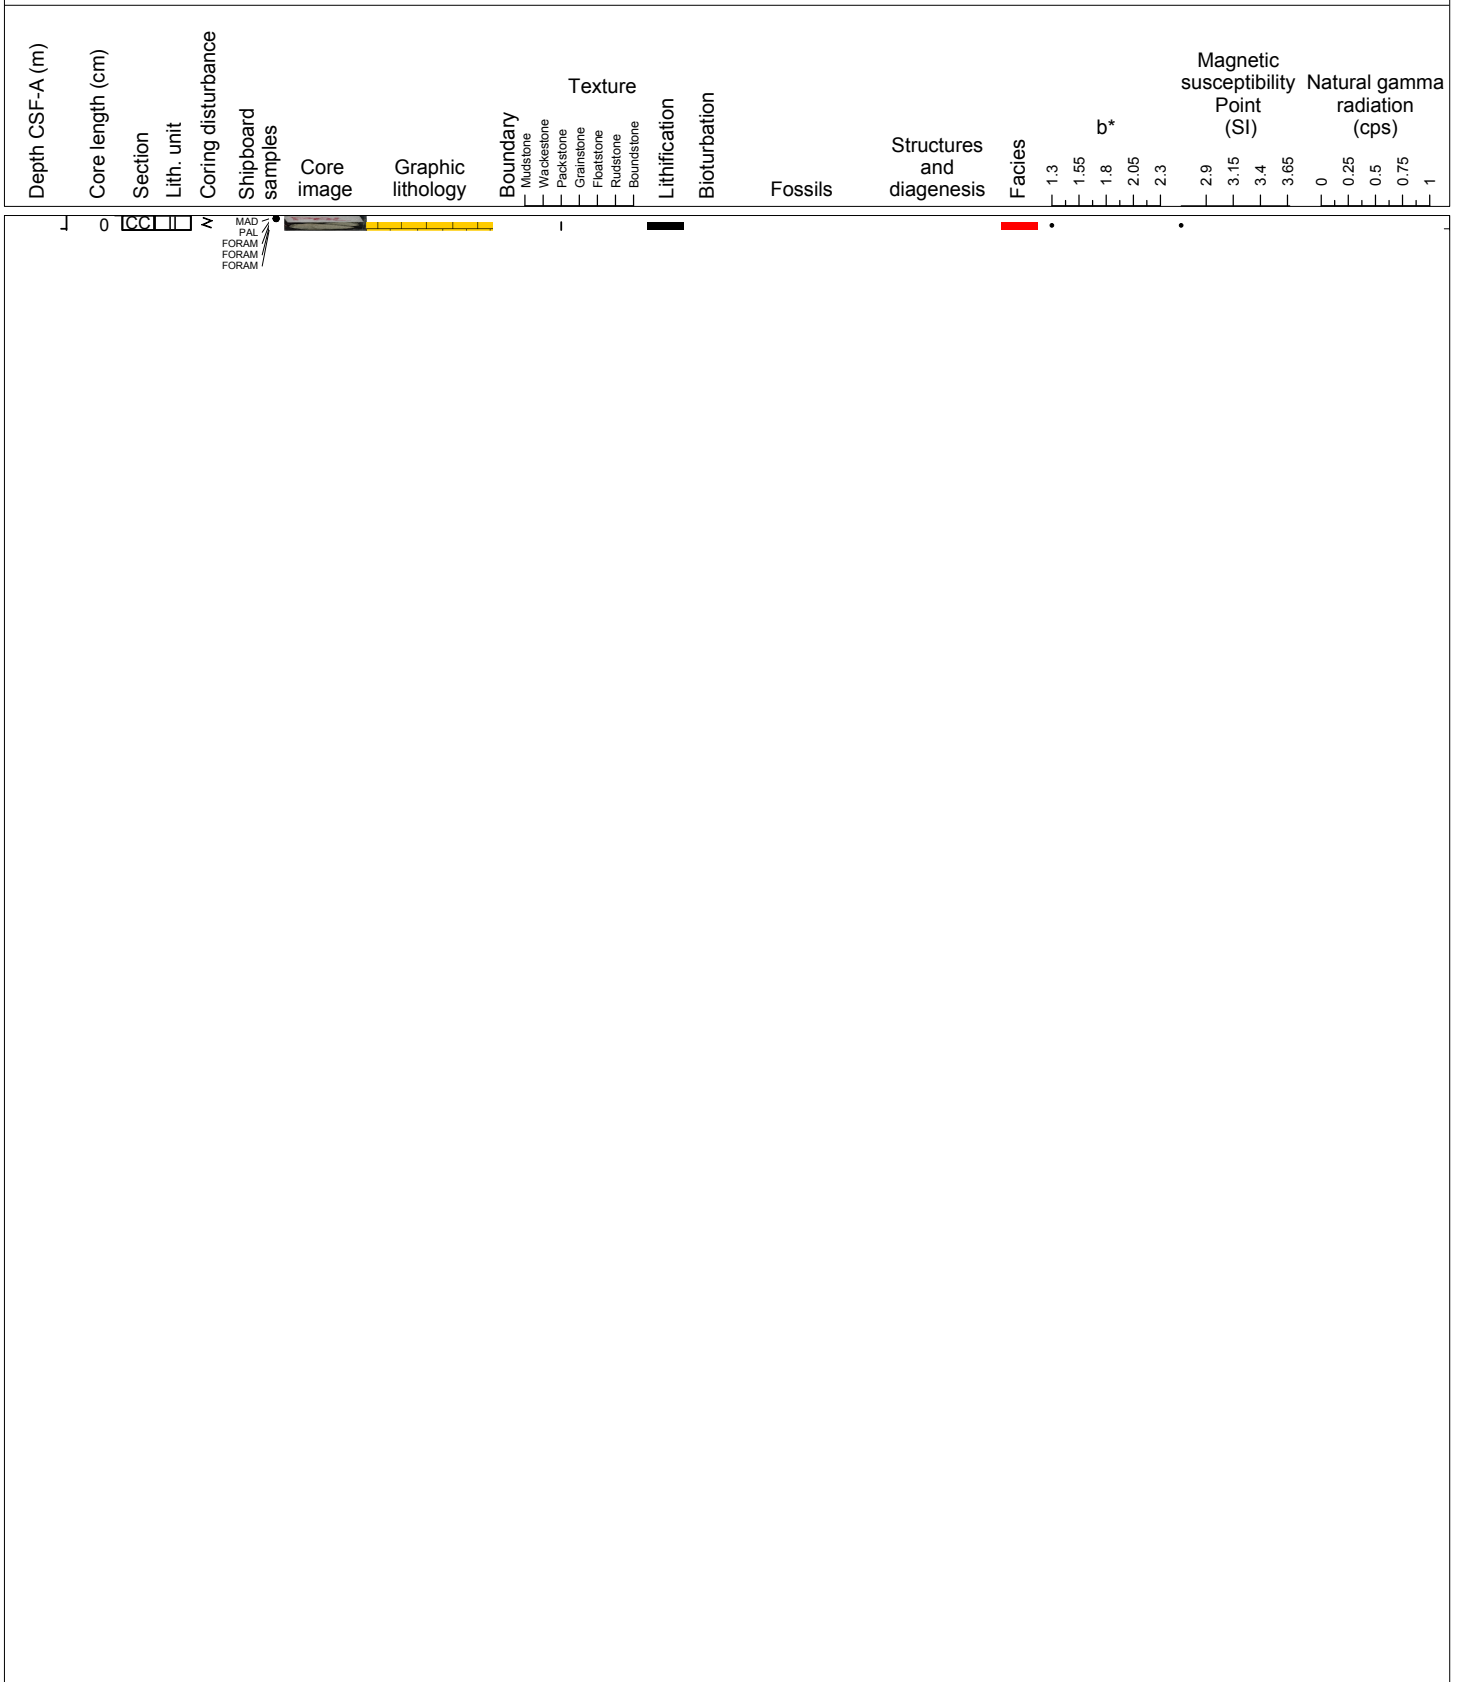 Depth CSF-A (m)
Core length (cm)
Section
Lith. unit
Coring disturbance
Shipboard
samples
Core
image
Graphic
lithology
Boundary
Texture
Mudstone
Wackestone
Packstone
Grainstone
Floatstone
Rudstone
Boundstone
Lithification
Bioturbation
Fossils
Structures
and
diagenesis
Facies
b*
1.3
1.55
1.8
2.05
2.3
Magnetic
susceptibility
Point
(SI)
2.9
3.15
3.4
3.65
Natural gamma
radiation
(cps)
0
0.25
0.5
0.75
1
0
CC
II
MAD
PAL
FORAM
FORAM
FORAM